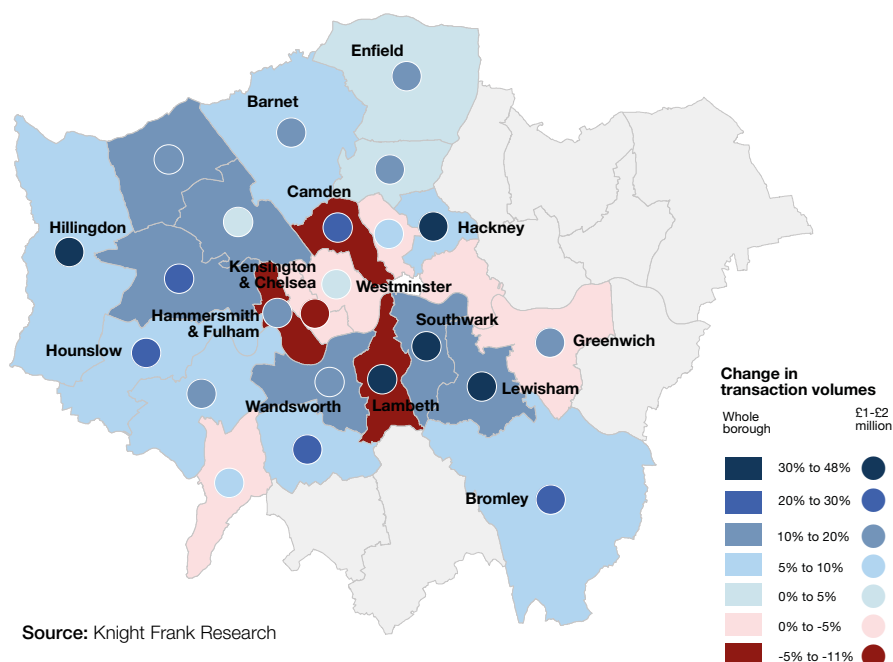 Enfield
Barnet
Camden
Hillingdon
Hackney
Kensington
& Chelsea
Westminster
Hammersmith
& Fulham
Southwark
Greenwich
Hounslow
Lewisham
Wandsworth
Lambeth
Bromley
Change in
transaction volumes
Whole
borough
£1-£2
million
30% to 48%
20% to 30%
10% to 20%
5% to 10%
0% to 5%
0% to -5%
-5% to -11%
Source: Knight Frank Research